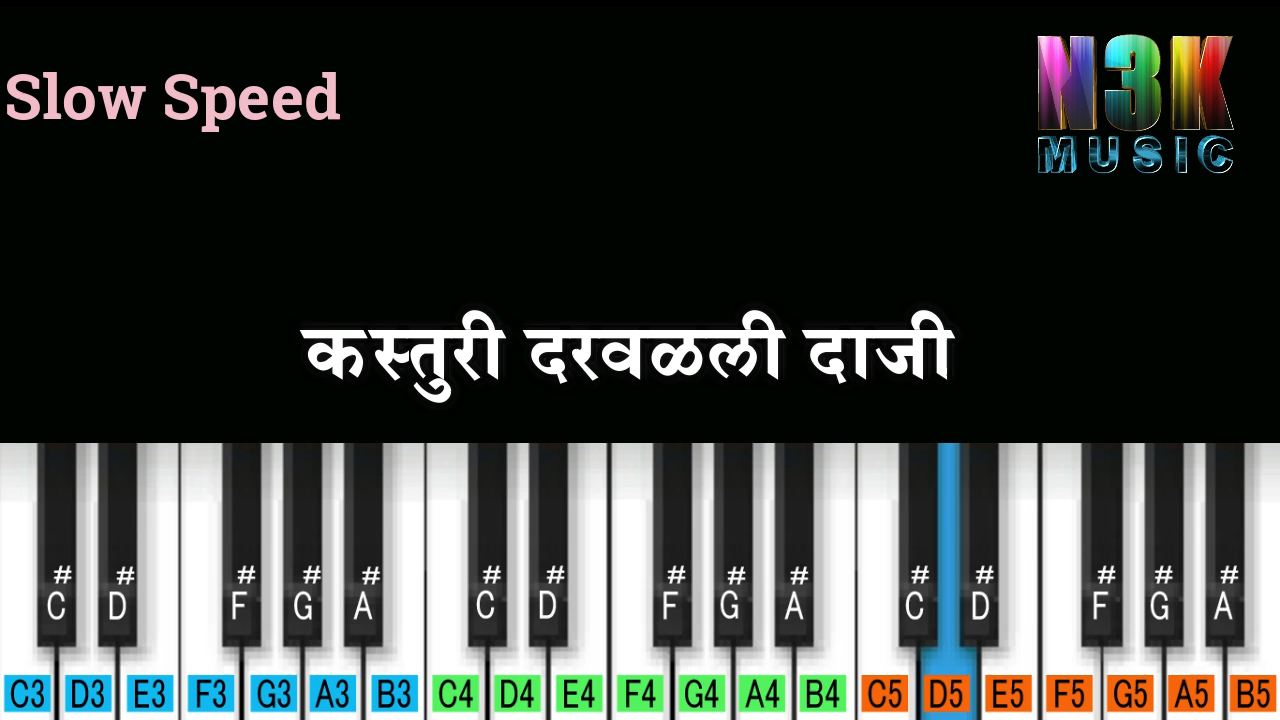 Slow Speed
N3K
MUSIC
कस्तुरी दरवळली दाजी
# # # # # # # # # # # # # # #
C D F G A C D F G A C D F G A
C3 D3 E3 F3 G3 A3 B3 C4 D4 E4 F4 G4 A4 B4 C5 D5 E5 F5 G5 A5 B5